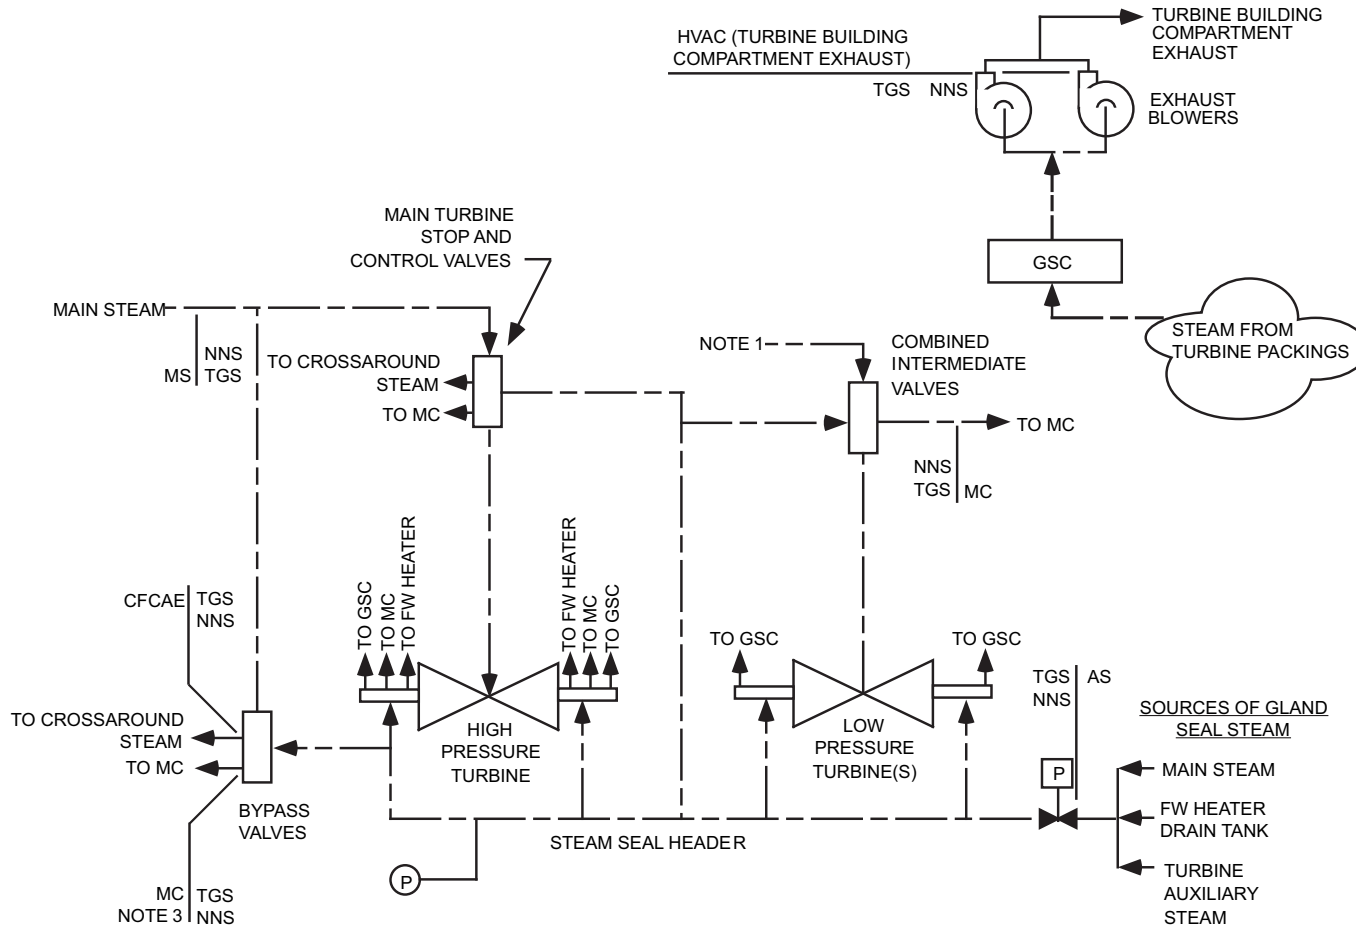 HVAC (TURBINE BUILDING
COMPARTMENT EXHAUST)
TGS NNS
TURBINE BUILDING
COMPARTMENT
EXHAUST
EXHAUST
BLOWERS
GSC
STEAM FROM
TURBINE PACKINGS
MAIN TURBINE
STOP AND
CONTROL VALVES
MAIN STEAM
NNS
MS TGS
TO CROSSAROUND
STEAM
TO MC
NOTE 1
COMBINED
INTERMEDIATE
VALVES
TO MC
NNS
TGS MC
CFCAE TGS
NNS
TO GSC
TO MC
TO FW HEATER
TO FW HEATER
TO MC
TO GSC
TO GSC
TO GSC
TO CROSSAROUND
STEAM
TO MC
BYPASS
VALVES
MC TGS
NOTE 3 NNS
HIGH
PRESSURE
TURBINE
LOW
PRESSURE
TURBINE(S)
STEAM SEAL HEADER
P
TGS AS
NNS
P
SOURCES OF GLAND
SEAL STEAM
MAIN STEAM
FW HEATER
DRAIN TANK
TURBINE
AUXILIARY
STEAM